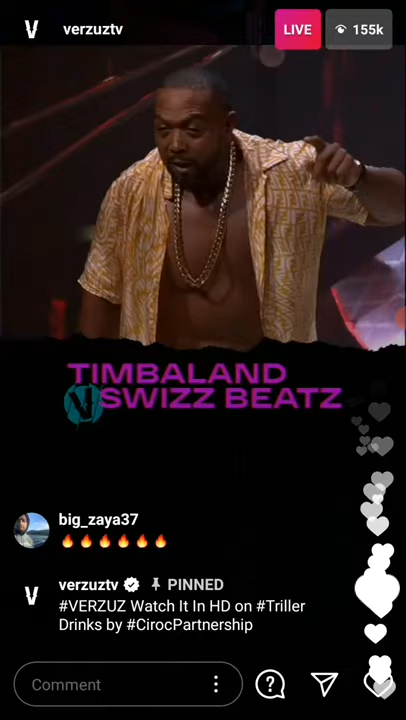 verzuztv
LIVE
155k
TIMBALAND
V SWIZZ BEATZ
big_zaya37
verzuztv PINNED
#VERZUZ Watch It In HD on #Triller
Drinks by #CirocPartnership
Comment